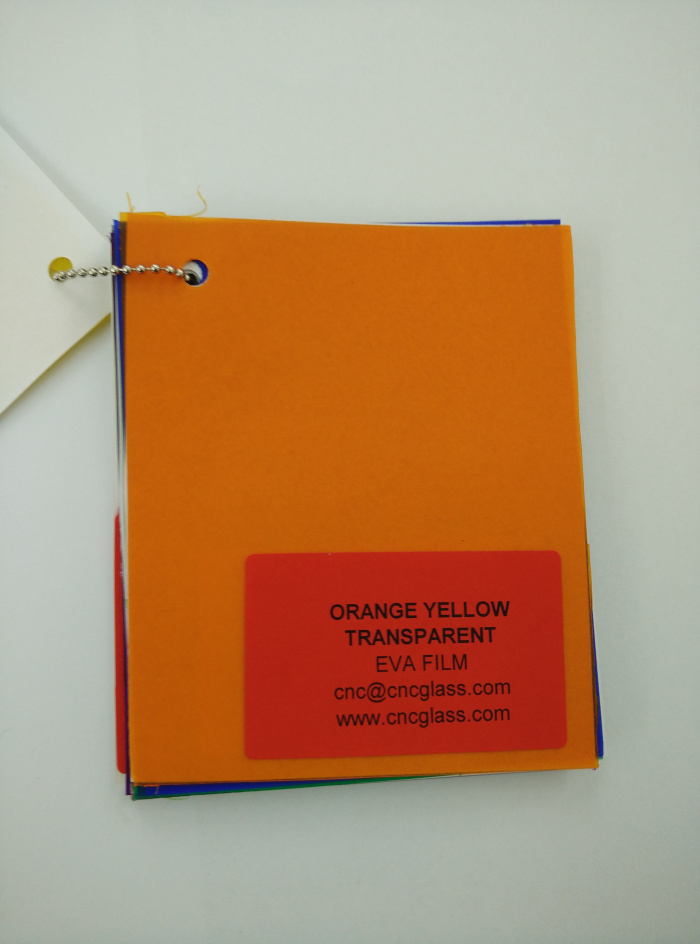 ORANGE YELLOW
TRANSPARENT
EVA FILM
cnc@cncglass.com
www.cncglass.com